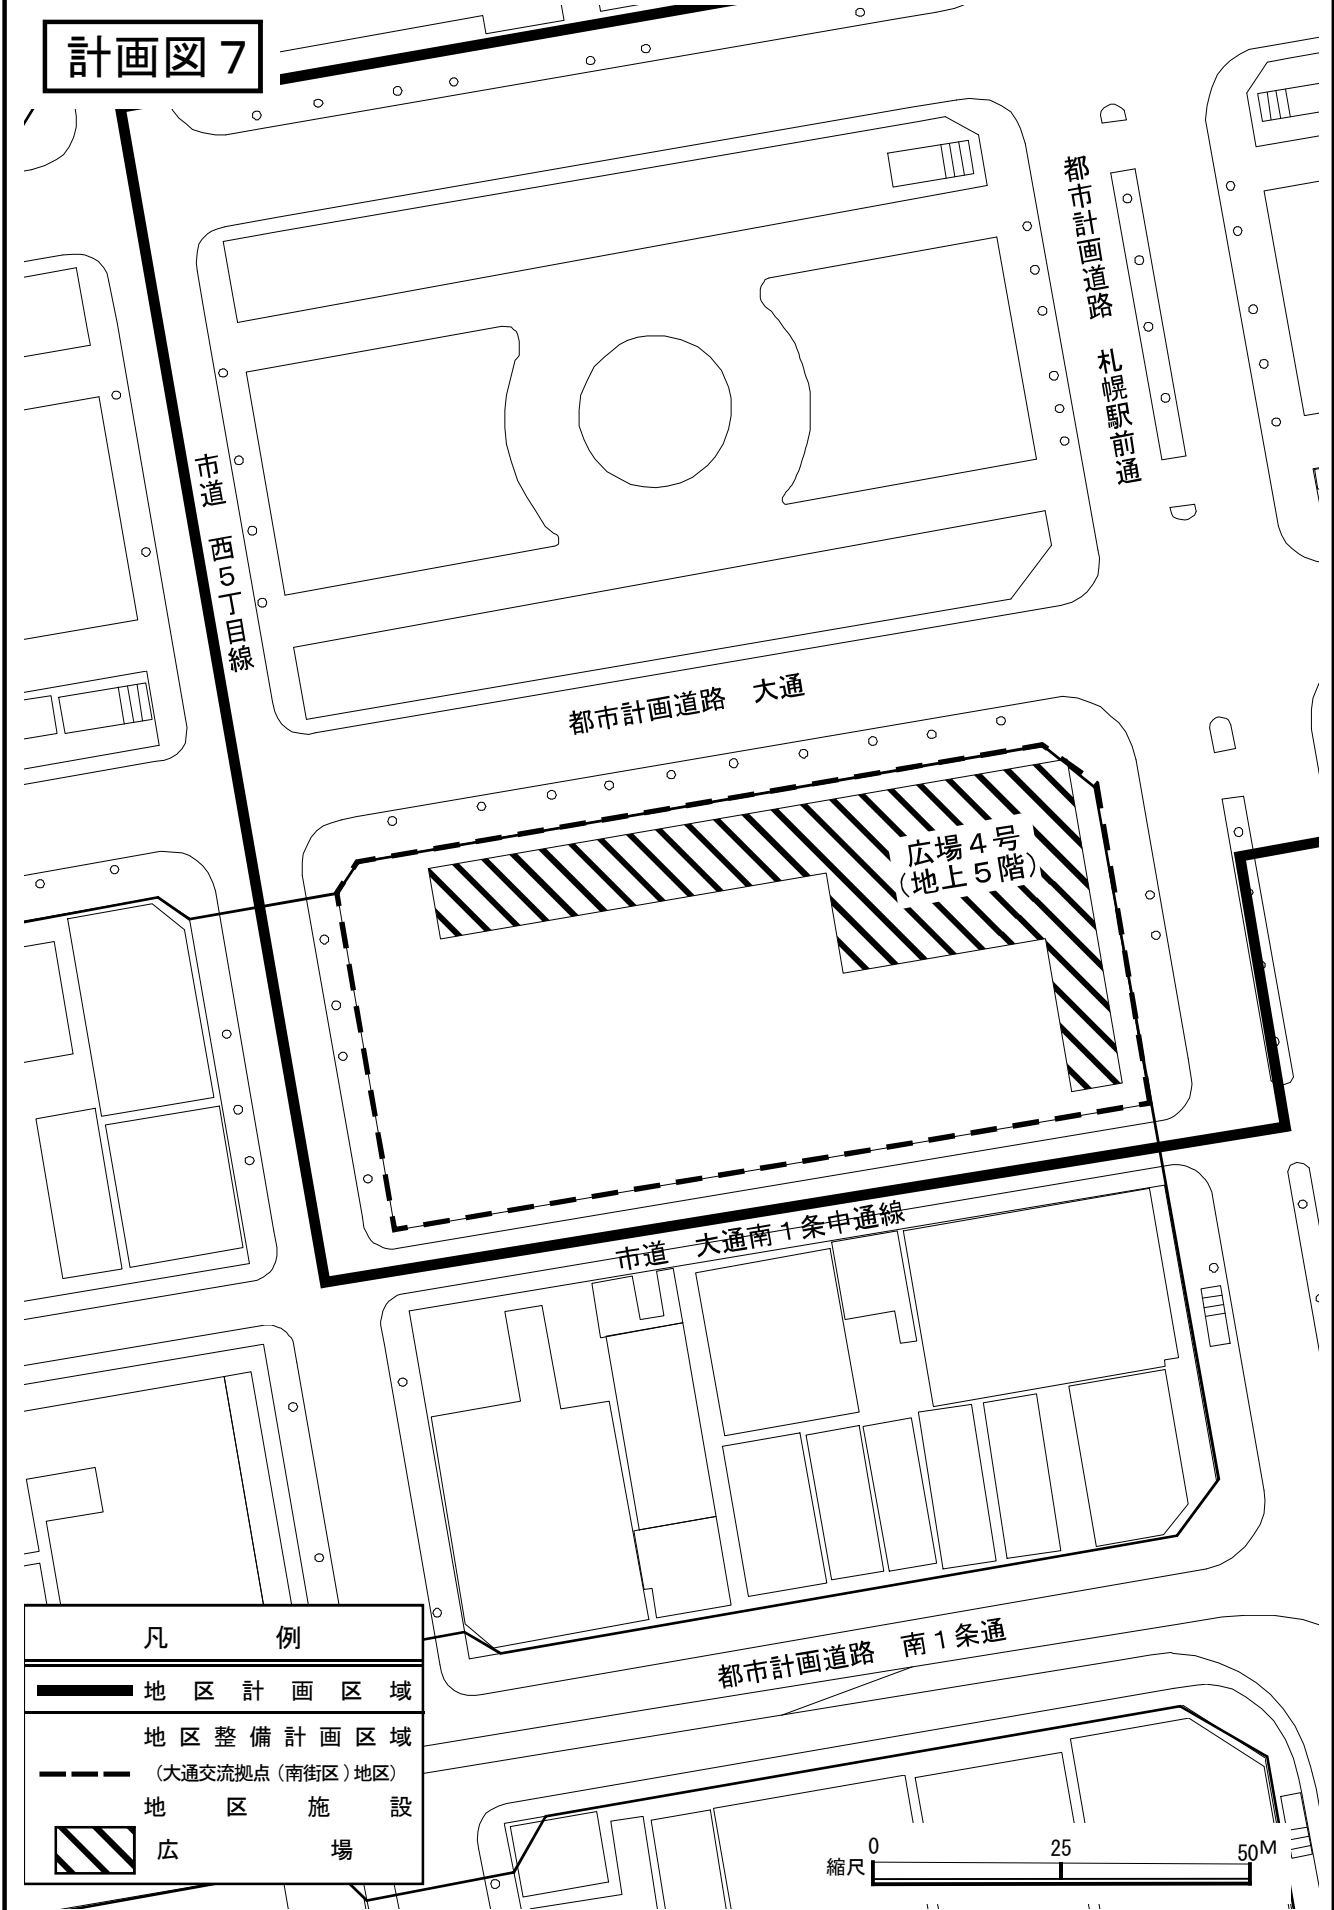 計画図７
都市計画道路　札幌駅前通
市道　西５丁目線
都市計画道路　大通
広場４号
（地上５階）
市道　大通南１条中通線
都市計画道路　南１条通
凡例
地区計画区域
地区整備計画区域
（大通交流拠点（南街区）地区）
地区施設
広場
縮尺
0 25 50M